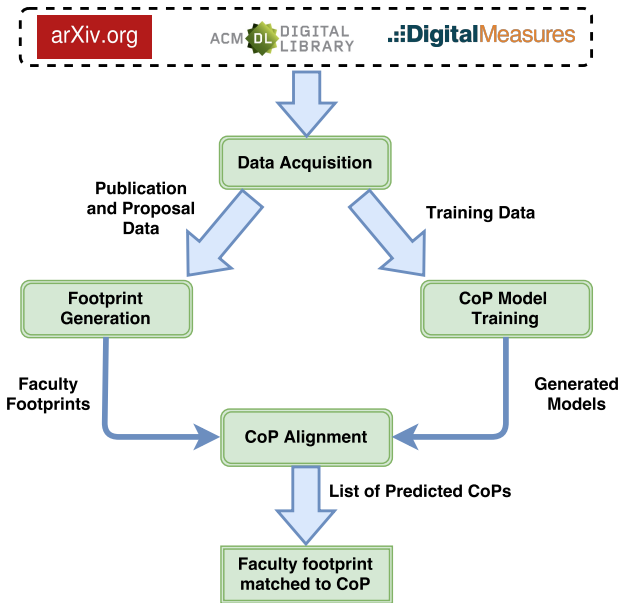 arXiv.org
ACM DL DIGITAL
LIBRARY
.:DigitalMeasures
Data Acquisition
Publication
and Proposal
Data
Training Data
Footprint
Generation
CoP Model
Training
Faculty
Footprints
Generated
Models
CoP Alignment
List of Predicted CoPs
Faculty footprint
matched to CoP